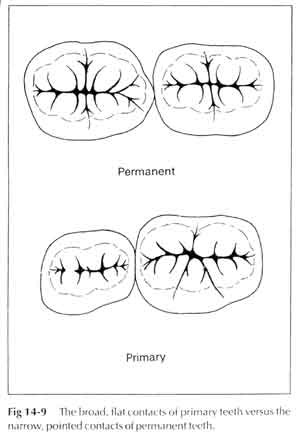 Permanent
Primary
Fig 14-9 The broad, flat contacts of primary teeth versus the
narrow, pointed contacts of permanent teeth.